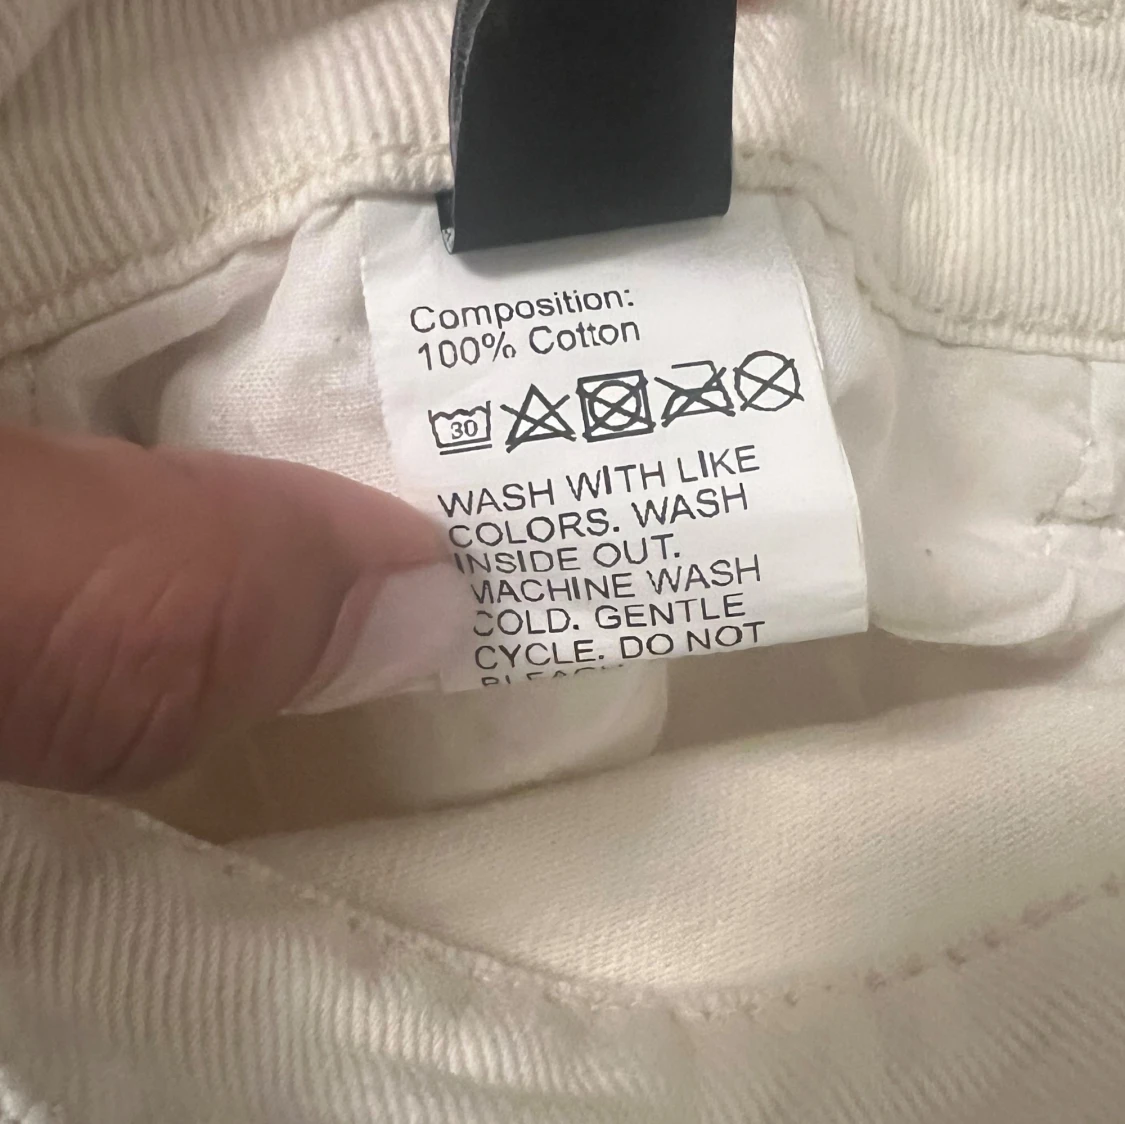 Composition:
100% Cotton
30
WASH WITH LIKE
COLORS. WASH
INSIDE OUT.
MACHINE WASH
COLD. GENTLE
CYCLE. DO NOT